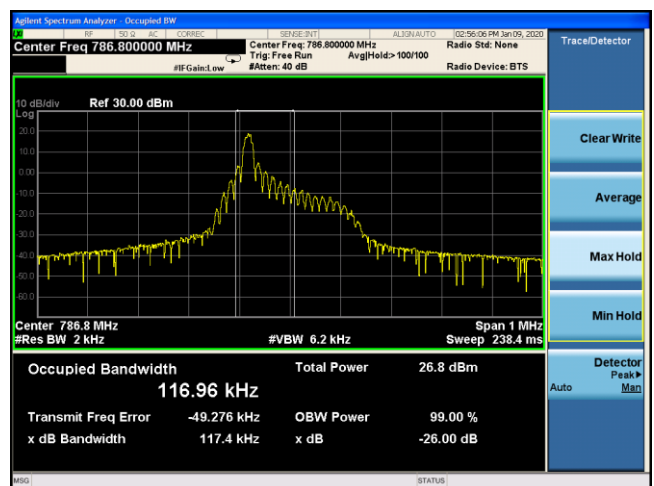 Agilent Spectrum Analyzer - Occupied BW
RF 50 Ω AC CORREC SENSE:INT ALIGN AUTO 02:56:06 PM Jan 09, 2020
Center Freq 786.800000 MHz Center Freq: 786.800000 MHz Radio Std: None
Trig: Free Run Avg|Hold:> 100/100
#IFGain:Low #Atten: 40 dB Radio Device: BTS
Trace/Detector
10 dB/div Ref 30.00 dBm
Log
20.0
10.0
0.00
-10.0
-20.0
-30.0
-40.0
-50.0
-60.0
Center 786.8 MHz Span 1 MHz
#Res BW 2 kHz #VBW 6.2 kHz Sweep 238.4 ms
Occupied Bandwidth Total Power 26.8 dBm
116.96 kHz
Transmit Freq Error -49.276 kHz OBW Power 99.00 %
x dB Bandwidth 117.4 kHz x dB -26.00 dB
Clear Write
Average
Max Hold
Min Hold
Detector
Peak▶
Auto Man
MSG STATUS